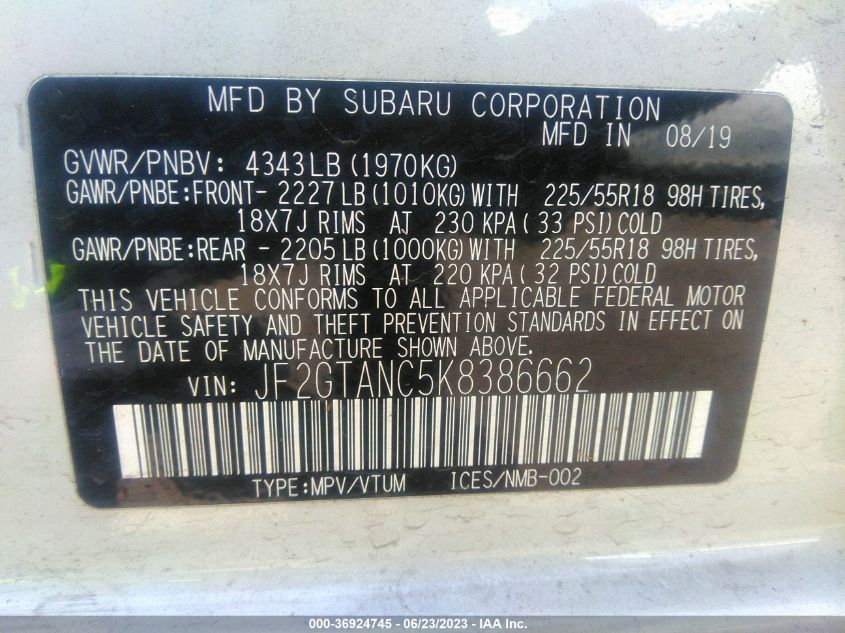 MFD BY SUBARU CORPORATION
MFD IN 08/19
GVWR/PNBV: 4343LB (1970KG)
GAWR/PNBE:FRONT- 2227LB(1010KG)WITH 225/55R18 98H TIRES,
18X7J RIMS AT 230 KPA( 33 PSI)COLD
GAWR/PNBE:REAR - 2205LB(1000KG)WITH 225/55R18 98H TIRES,
18X7J RIMS AT 220 KPA( 32 PSI)COLD
THIS VEHICLE CONFORMS TO ALL APPLICABLE FEDERAL MOTOR
VEHICLE SAFETY AND THEFT PREVENTION STANDARDS IN EFFECT ON
THE DATE OF MANUFACTURE SHOWN ABOVE.
VIN: JF2GTANC5K8386662
TYPE:MPV/VTUM ICES/NMB-002
000-36924745 - 06/23/2023 - IAA Inc.